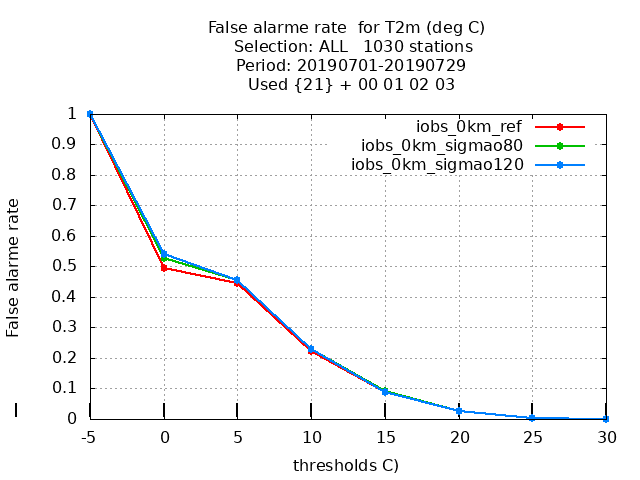 False alarme rate  for T2m (deg C)
Selection: ALL   1030 stations
Period: 20190701-20190729
Used {21} + 00 01 02 03
iobs_0km_ref
iobs_0km_sigmao80
iobs_0km_sigmao120
False alarme rate
1
0.9
0.8
0.7
0.6
0.5
0.4
0.3
0.2
0.1
0
-5 0 5 10 15 20 25 30
thresholds C)